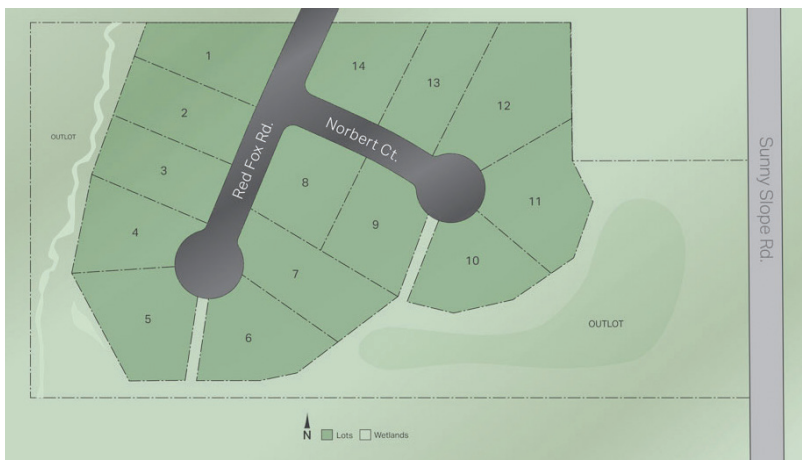 1
14
13
12
2
OUTLOT
Norbert Ct.
Red Fox Rd.
3
8
11
Sunny Slope Rd.
4
9
10
7
5
6
OUTLOT
N Lots Wetlands